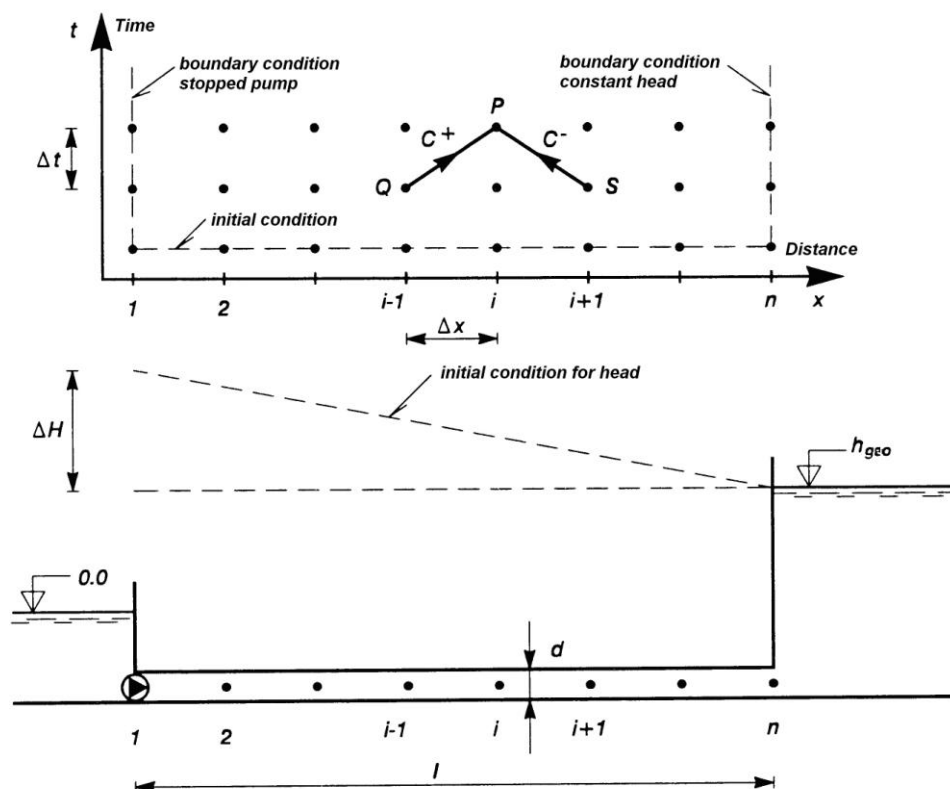 t Time
boundary condition
stopped pump
boundary condition
constant head
P
C+ C-
Δt
Q S
initial condition
Distance
1 2 i-1 i i+1 n x
Δx
initial condition for head
ΔH
hgeo
0.0
d
1 2 i-1 i i+1 n
l